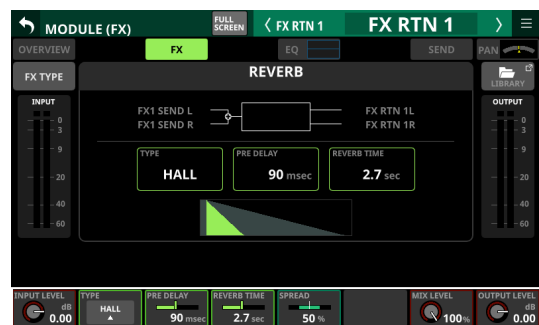 MODULE (FX)
FULL SCREEN
FX RTN 1
FX RTN 1
OVERVIEW
FX
EQ
SEND
PAN
FX TYPE
REVERB
LIBRARY
INPUT
OUTPUT
FX1 SEND L
FX RTN 1L
FX1 SEND R
FX RTN 1R
0
3
9
20
40
60
0
3
9
20
40
60
TYPE
HALL
PRE DELAY
90 msec
REVERB TIME
2.7 sec
INPUT LEVEL
dB
0.00
TYPE
HALL
PRE DELAY
90 msec
REVERB TIME
2.7 sec
SPREAD
50 %
MIX LEVEL
100%
OUTPUT LEVEL
dB
0.00